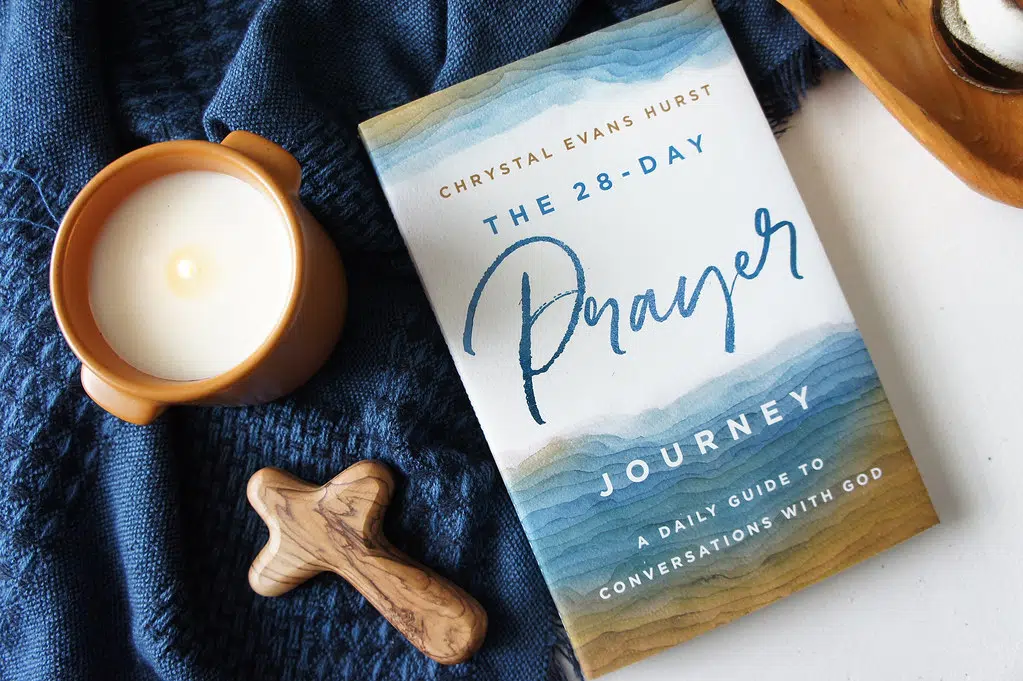 CHRYSTAL EVANS HURST
THE 28-DAY
Prayer
JOURNEY
A DAILY GUIDE TO
CONVERSATIONS WITH GOD